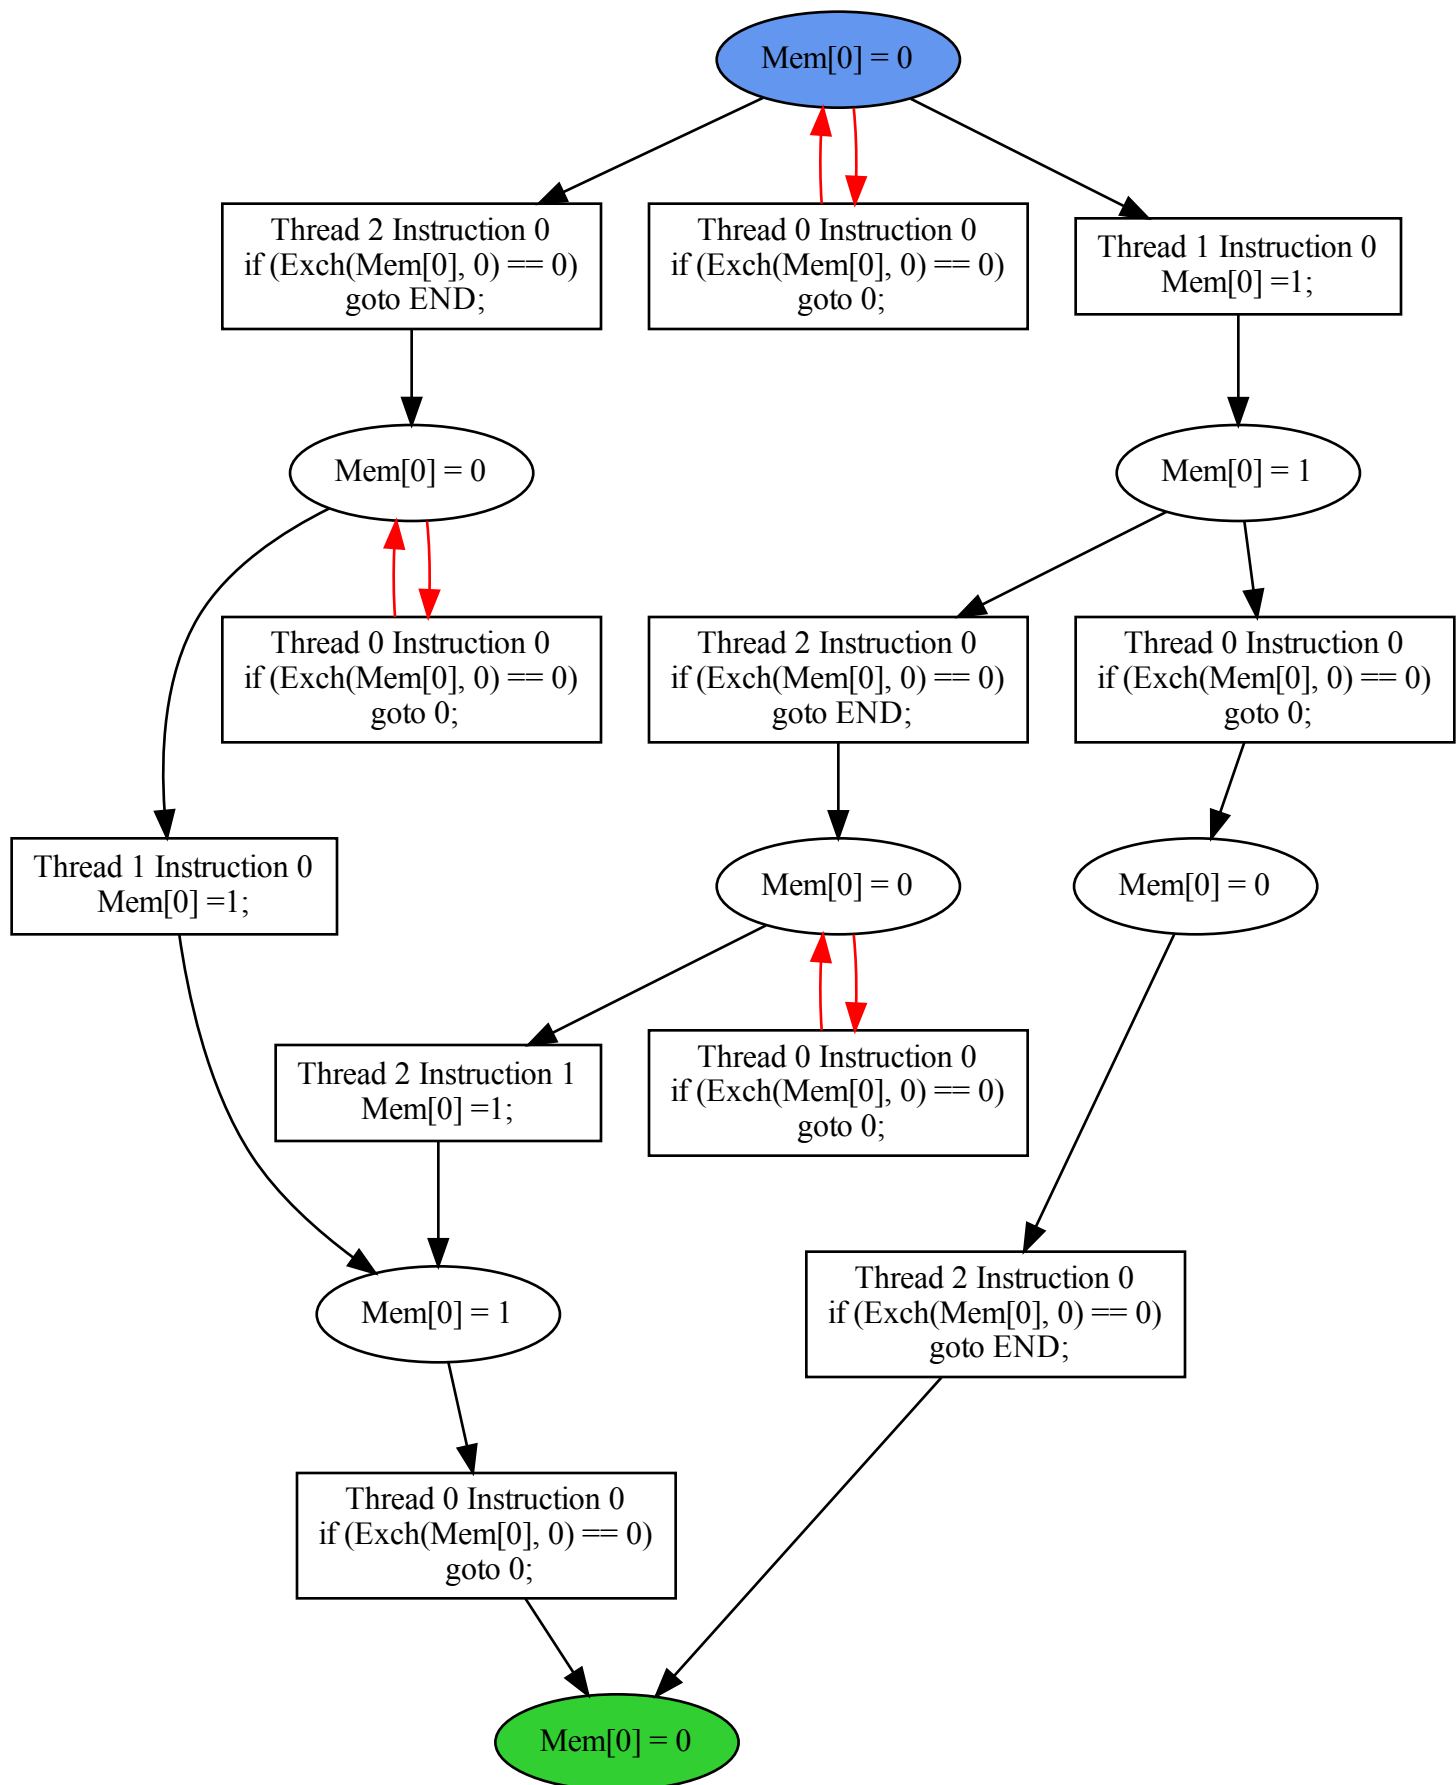 Mem[0] = 0
Thread 2 Instruction 0
if (Exch(Mem[0], 0) == 0)
goto END;
Thread 0 Instruction 0
if (Exch(Mem[0], 0) == 0)
goto 0;
Thread 1 Instruction 0
Mem[0] =1;
Mem[0] = 0
Mem[0] = 1
Thread 0 Instruction 0
if (Exch(Mem[0], 0) == 0)
goto 0;
Thread 2 Instruction 0
if (Exch(Mem[0], 0) == 0)
goto END;
Thread 0 Instruction 0
if (Exch(Mem[0], 0) == 0)
goto 0;
Thread 1 Instruction 0
Mem[0] =1;
Mem[0] = 0
Mem[0] = 0
Thread 2 Instruction 1
Mem[0] =1;
Thread 0 Instruction 0
if (Exch(Mem[0], 0) == 0)
goto 0;
Mem[0] = 1
Thread 2 Instruction 0
if (Exch(Mem[0], 0) == 0)
goto END;
Thread 0 Instruction 0
if (Exch(Mem[0], 0) == 0)
goto 0;
Mem[0] = 0